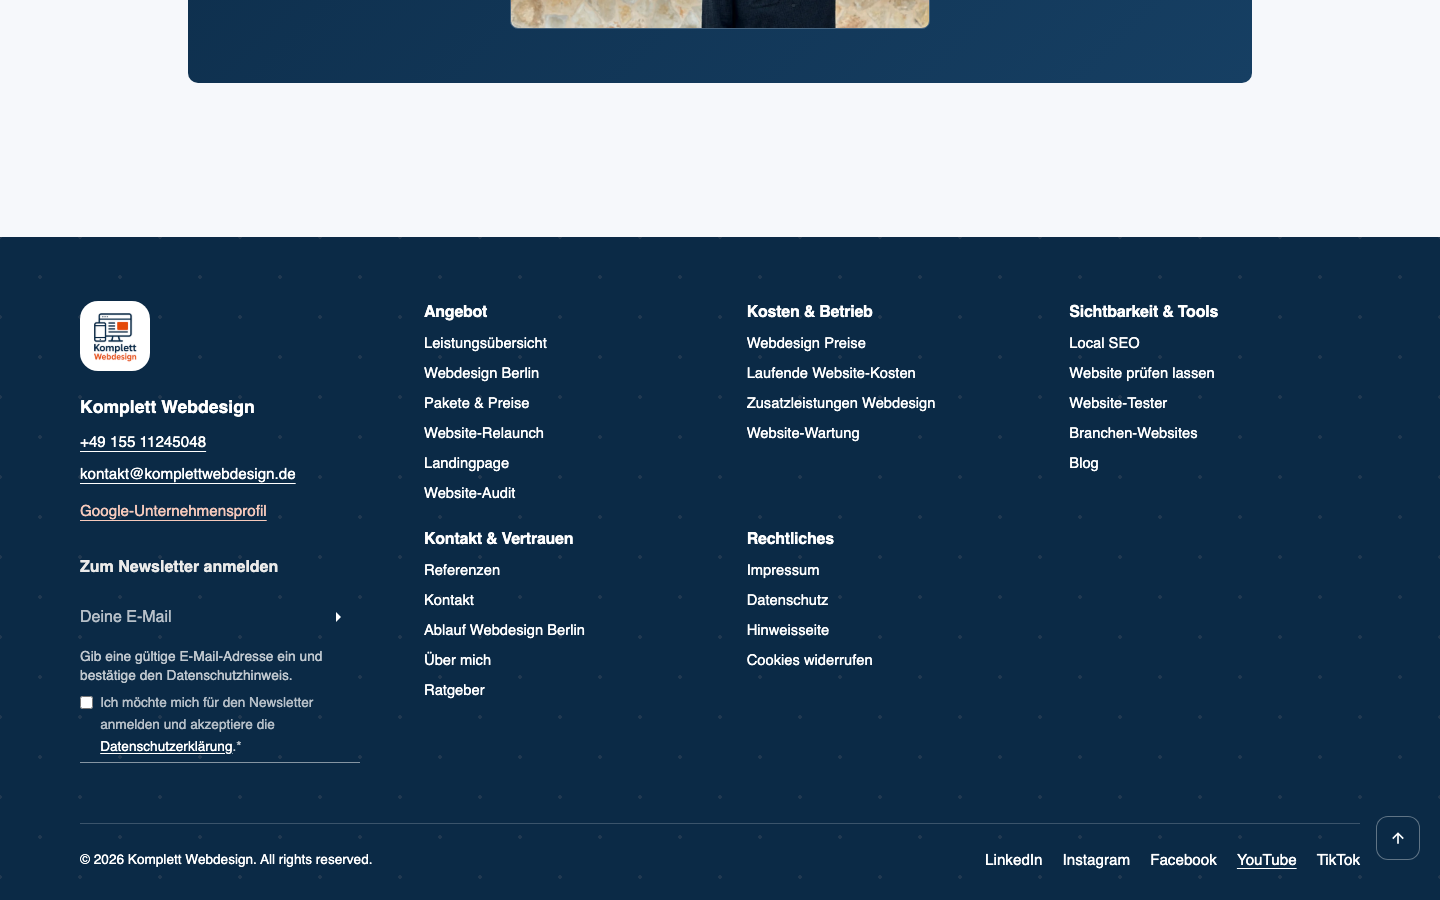 Komplett
Webdesign
Komplett Webdesign
+49 155 11245048
kontakt@komplettwebdesign.de
Google-Unternehmensprofil
Zum Newsletter anmelden
Deine E-Mail
Gib eine gültige E-Mail-Adresse ein und
bestätige den Datenschutzhinweis.
Ich möchte mich für den Newsletter
anmelden und akzeptiere die
Datenschutzerklärung.*
Angebot
Leistungsübersicht
Webdesign Berlin
Pakete & Preise
Website-Relaunch
Landingpage
Website-Audit
Kosten & Betrieb
Webdesign Preise
Laufende Website-Kosten
Zusatzleistungen Webdesign
Website-Wartung
Sichtbarkeit & Tools
Local SEO
Website prüfen lassen
Website-Tester
Branchen-Websites
Blog
Kontakt & Vertrauen
Referenzen
Kontakt
Ablauf Webdesign Berlin
Über mich
Ratgeber
Rechtliches
Impressum
Datenschutz
Hinweisseite
Cookies widerrufen
© 2026 Komplett Webdesign. All rights reserved.
LinkedIn Instagram Facebook YouTube TikTok